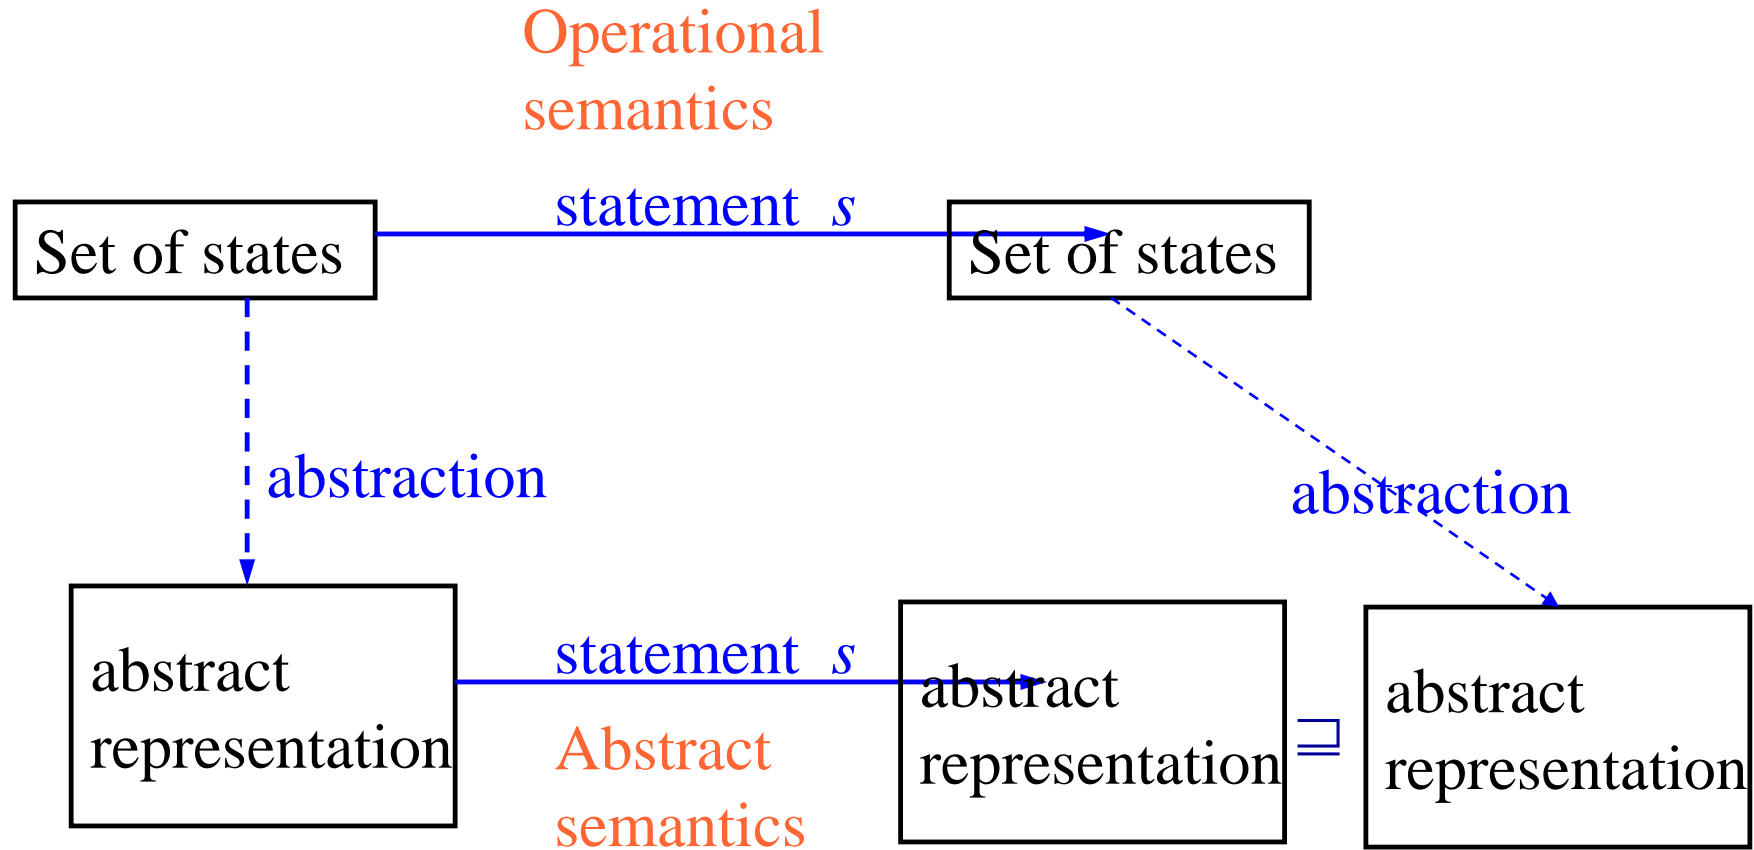 Operational
semantics
statement s
Set of states
Set of states
abstraction
abstraction
statement s
abstract
representation
abstract
representation
⊒
abstract
representation
Abstract
semantics